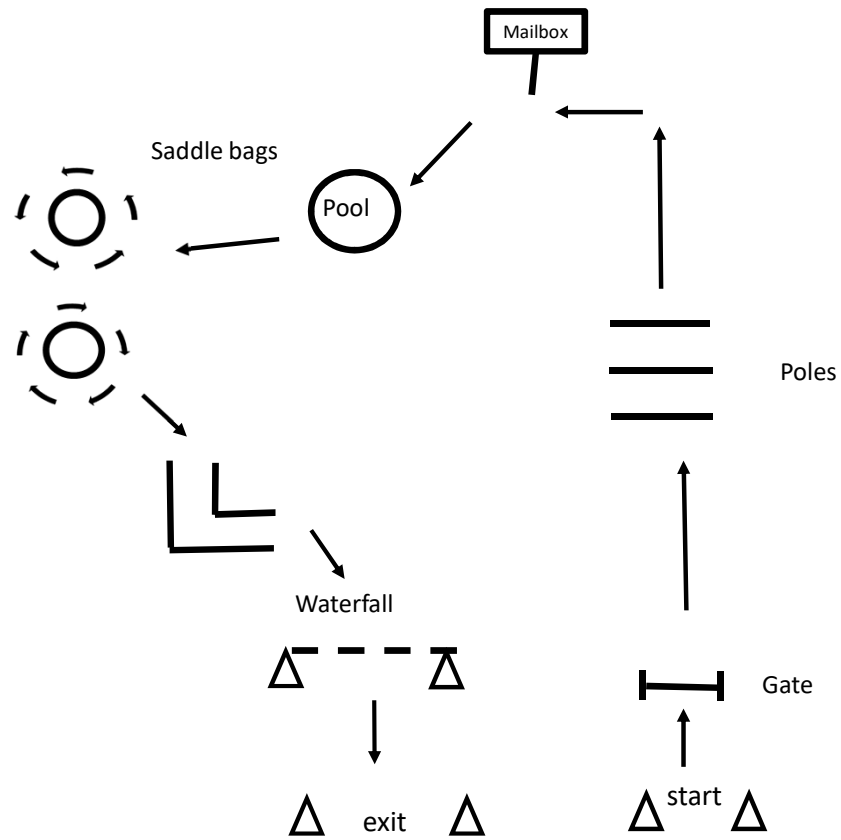 Mailbox
Saddle bags
Pool
Poles
Waterfall
Gate
start
exit